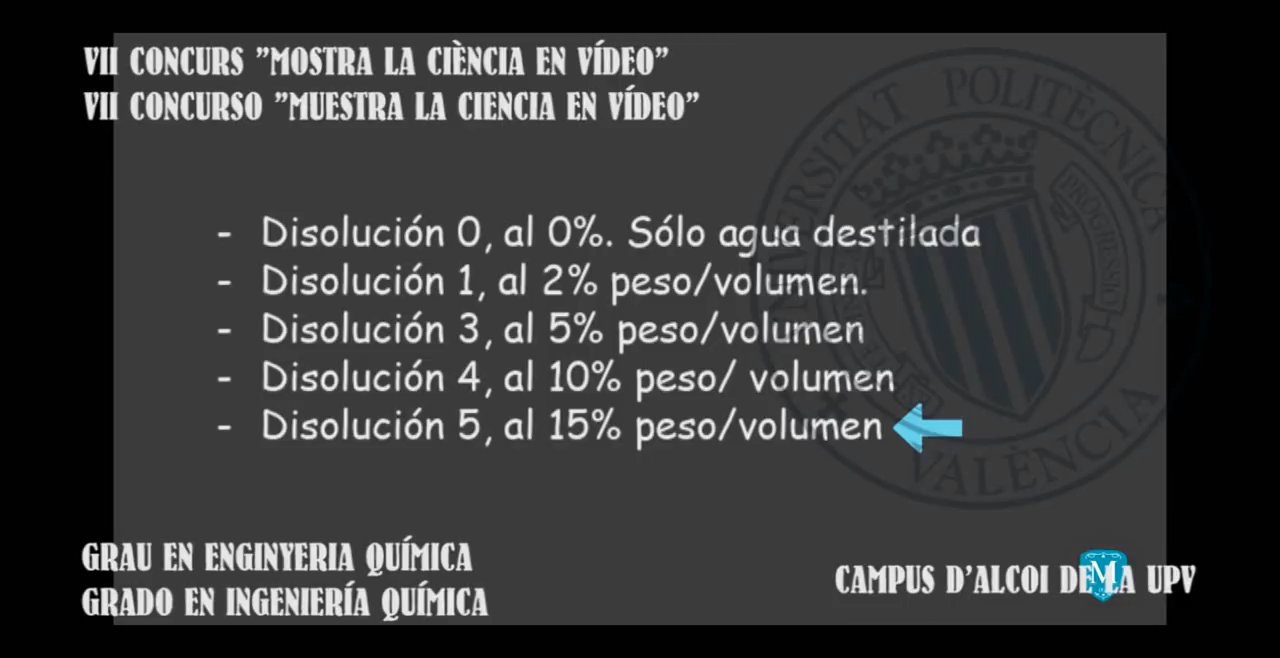 VII CONCURS ”MOSTRA LA CIÈNCIA EN VÍDEO”
VII CONCURSO ”MUESTRA LA CIENCIA EN VÍDEO”
UNIVERSITAT POLITÈCNICA
VALÈNCIA
- Disolución 0, al 0%. Sólo agua destilada
- Disolución 1, al 2% peso/volumen.
- Disolución 3, al 5% peso/volumen
- Disolución 4, al 10% peso/ volumen
- Disolución 5, al 15% peso/volumen
GRAU EN ENGINYERIA QUÍMICA
GRADO EN INGENIERÍA QUÍMICA
CAMPUS D’ALCOI DE LA UPV
M